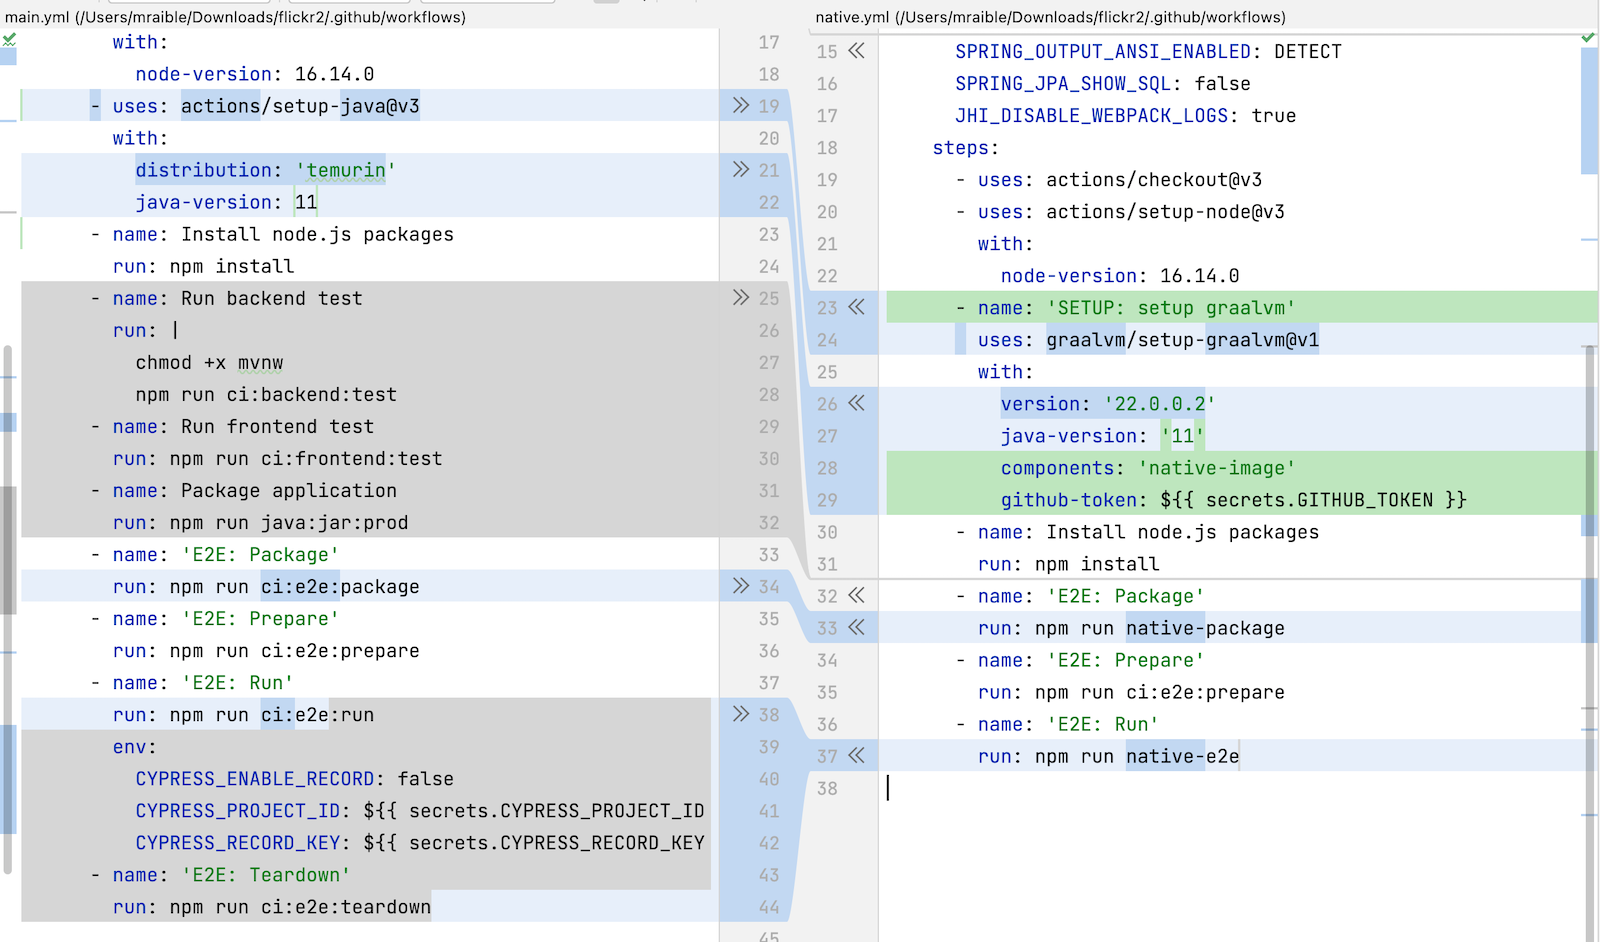 main.yml (/Users/mraible/Downloads/flickr2/.github/workflows)
with: 17
node-version: 16.14.0 18
- uses: actions/setup-java@v3 19
with: 20
distribution: 'temurin' 21
java-version: 11 22
- name: Install node.js packages 23
run: npm install 24
- name: Run backend test 25
run: | 26
chmod +x mvnw 27
npm run ci:backend:test 28
- name: Run frontend test 29
run: npm run ci:frontend:test 30
- name: Package application 31
run: npm run java:jar:prod 32
- name: 'E2E: Package' 33
run: npm run ci:e2e:package 34
- name: 'E2E: Prepare' 35
run: npm run ci:e2e:prepare 36
- name: 'E2E: Run' 37
run: npm run ci:e2e:run 38
env: 39
CYPRESS_ENABLE_RECORD: false 40
CYPRESS_PROJECT_ID: ${{ secrets.CYPRESS_PROJECT_ID 41
CYPRESS_RECORD_KEY: ${{ secrets.CYPRESS_RECORD_KEY 42
- name: 'E2E: Teardown' 43
run: npm run ci:e2e:teardown 44
45
native.yml (/Users/mraible/Downloads/flickr2/.github/workflows)
15 SPRING_OUTPUT_ANSI_ENABLED: DETECT
16 SPRING_JPA_SHOW_SQL: false
17 JHI_DISABLE_WEBPACK_LOGS: true
18 steps:
19 - uses: actions/checkout@v3
20 - uses: actions/setup-node@v3
21 with:
22 node-version: 16.14.0
23 - name: 'SETUP: setup graalvm'
24 uses: graalvm/setup-graalvm@v1
25 with:
26 version: '22.0.0.2'
27 java-version: '11'
28 components: 'native-image'
29 github-token: ${{ secrets.GITHUB_TOKEN }}
30 - name: Install node.js packages
31 run: npm install
32 - name: 'E2E: Package'
33 run: npm run native-package
34 - name: 'E2E: Prepare'
35 run: npm run ci:e2e:prepare
36 - name: 'E2E: Run'
37 run: npm run native-e2e
38